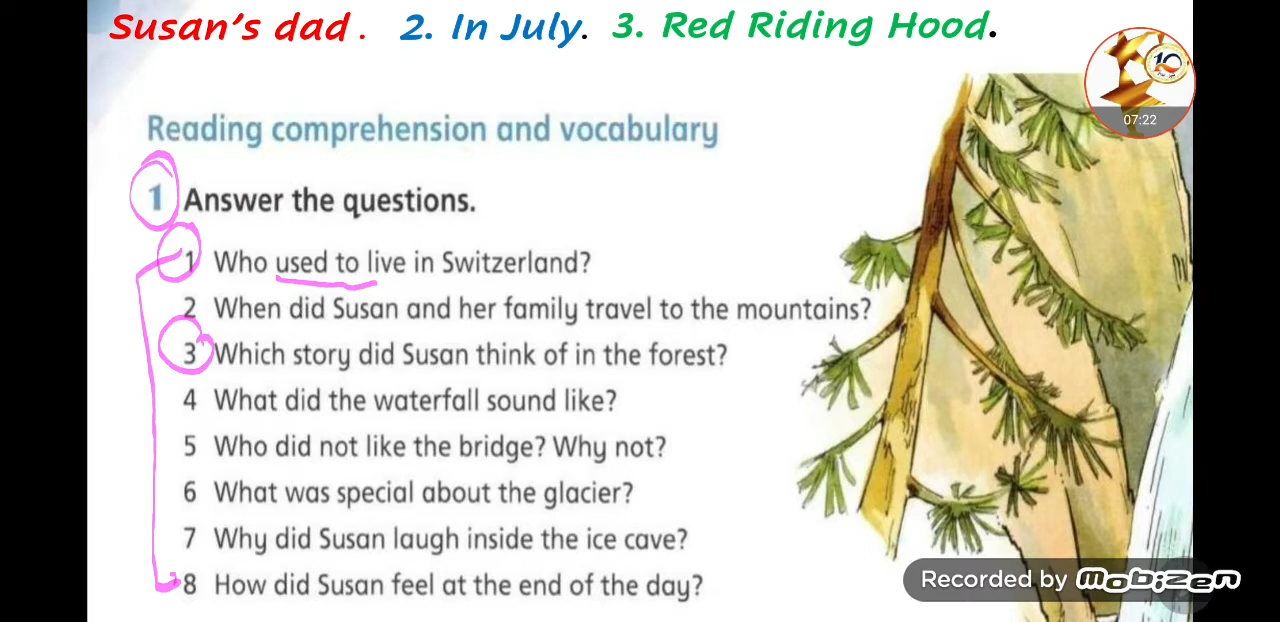 Susan's dad. 2. In July. 3. Red Riding Hood.
10
07:22
Reading comprehension and vocabulary
1 Answer the questions.
1 Who used to live in Switzerland?
2 When did Susan and her family travel to the mountains?
3 Which story did Susan think of in the forest?
4 What did the waterfall sound like?
5 Who did not like the bridge? Why not?
6 What was special about the glacier?
7 Why did Susan laugh inside the ice cave?
8 How did Susan feel at the end of the day?
Recorded by mobizen